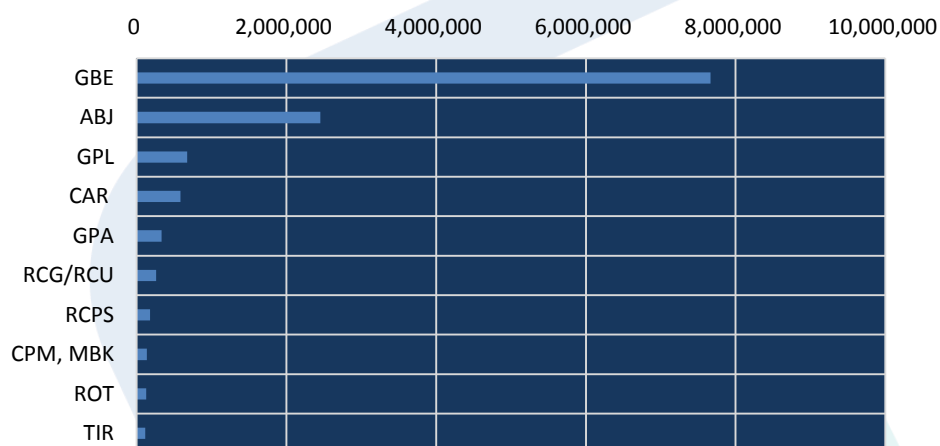 0 2,000,000 4,000,000 6,000,000 8,000,000 10,000,000
GBE
ABJ
GPL
CAR
GPA
RCG/RCU
RCPS
CPM, MBK
ROT
TIR